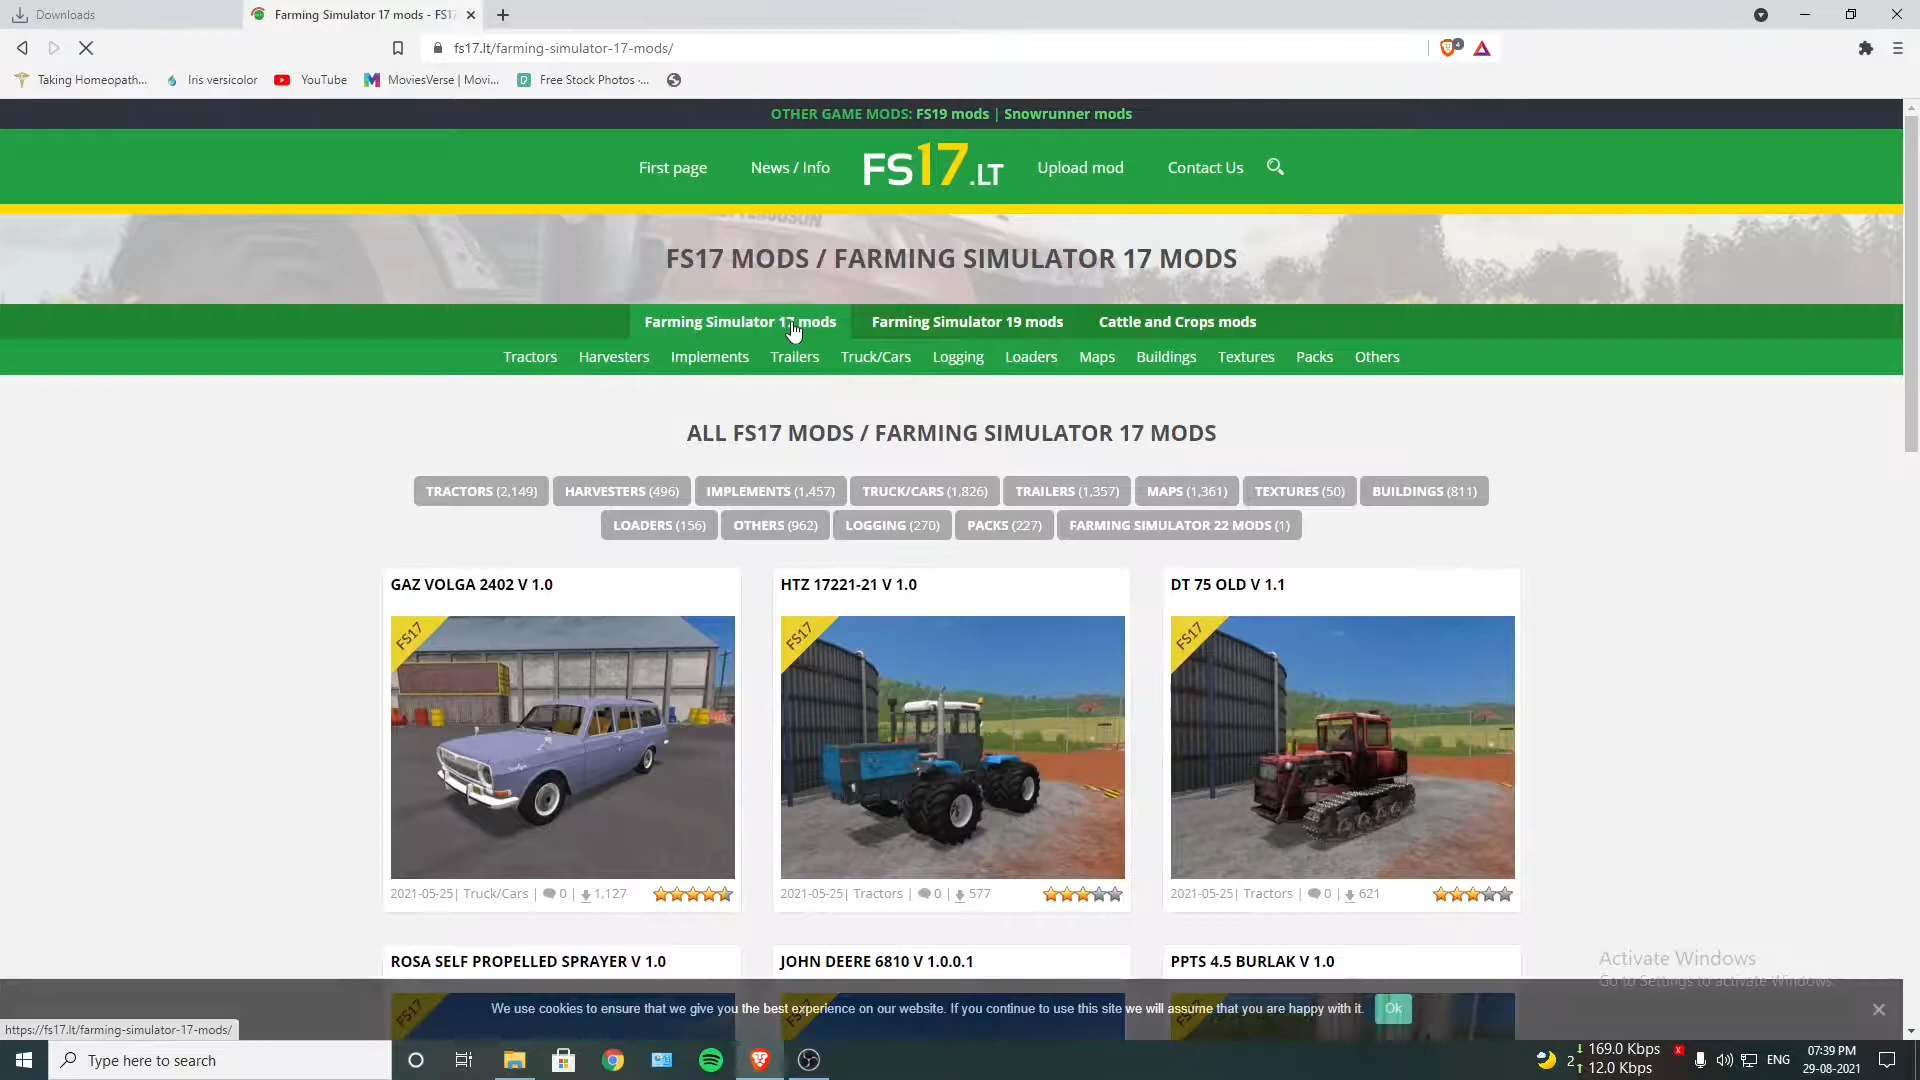 Downloads
Farming Simulator 17 mods - FS17
fs17.lt/farming-simulator-17-mods/
4
Taking Homeopath...
Iris versicolor
YouTube
MoviesVerse | Movi...
Free Stock Photos -...
OTHER GAME MODS: FS19 mods | Snowrunner mods
First page
News / Info
FS17.LT
Upload mod
Contact Us
FS17 MODS / FARMING SIMULATOR 17 MODS
Farming Simulator 17 mods
Farming Simulator 19 mods
Cattle and Crops mods
Tractors Harvesters Implements Trailers Truck/Cars Logging Loaders Maps Buildings Textures Packs Others
ALL FS17 MODS / FARMING SIMULATOR 17 MODS
TRACTORS (2,149) HARVESTERS (496) IMPLEMENTS (1,457) TRUCK/CARS (1,826) TRAILERS (1,357) MAPS (1,361) TEXTURES (50) BUILDINGS (811)
LOADERS (156) OTHERS (962) LOGGING (270) PACKS (227) FARMING SIMULATOR 22 MODS (1)
GAZ VOLGA 2402 V 1.0
FS17
2021-05-25| Truck/Cars | 0 | 1,127
HTZ 17221-21 V 1.0
FS17
2021-05-25| Tractors | 0 | 577
DT 75 OLD V 1.1
FS17
2021-05-25| Tractors | 0 | 621
ROSA SELF PROPELLED SPRAYER V 1.0
FS17
JOHN DEERE 6810 V 1.0.0.1
FS17
PPTS 4.5 BURLAK V 1.0
FS17
Activate Windows
Go to Settings to activate Windows.
We use cookies to ensure that we give you the best experience on our website. If you continue to use this site we will assume that you are happy with it.
Ok
https://fs17.lt/farming-simulator-17-mods/
Type here to search
169.0 Kbps
12.0 Kbps
ENG
07:39 PM
29-08-2021